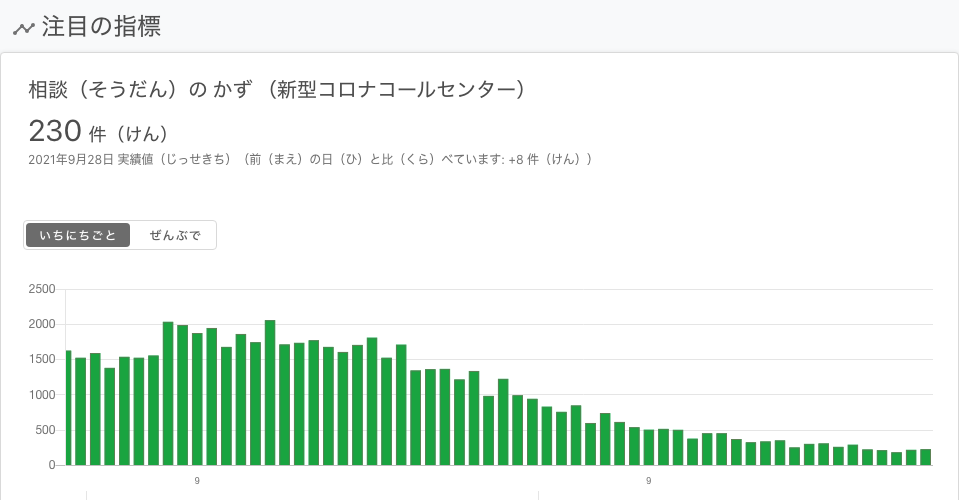 注目の指標
相談（そうだん）の かず （新型コロナコールセンター）
230 件（けん）
2021年9月28日 実績値（じっせきち）（前（まえ）の日（ひ）と比（くら）べています: +8 件（けん））
いちにちごと ぜんぶで
2500
2000
1500
1000
500
0
9 9